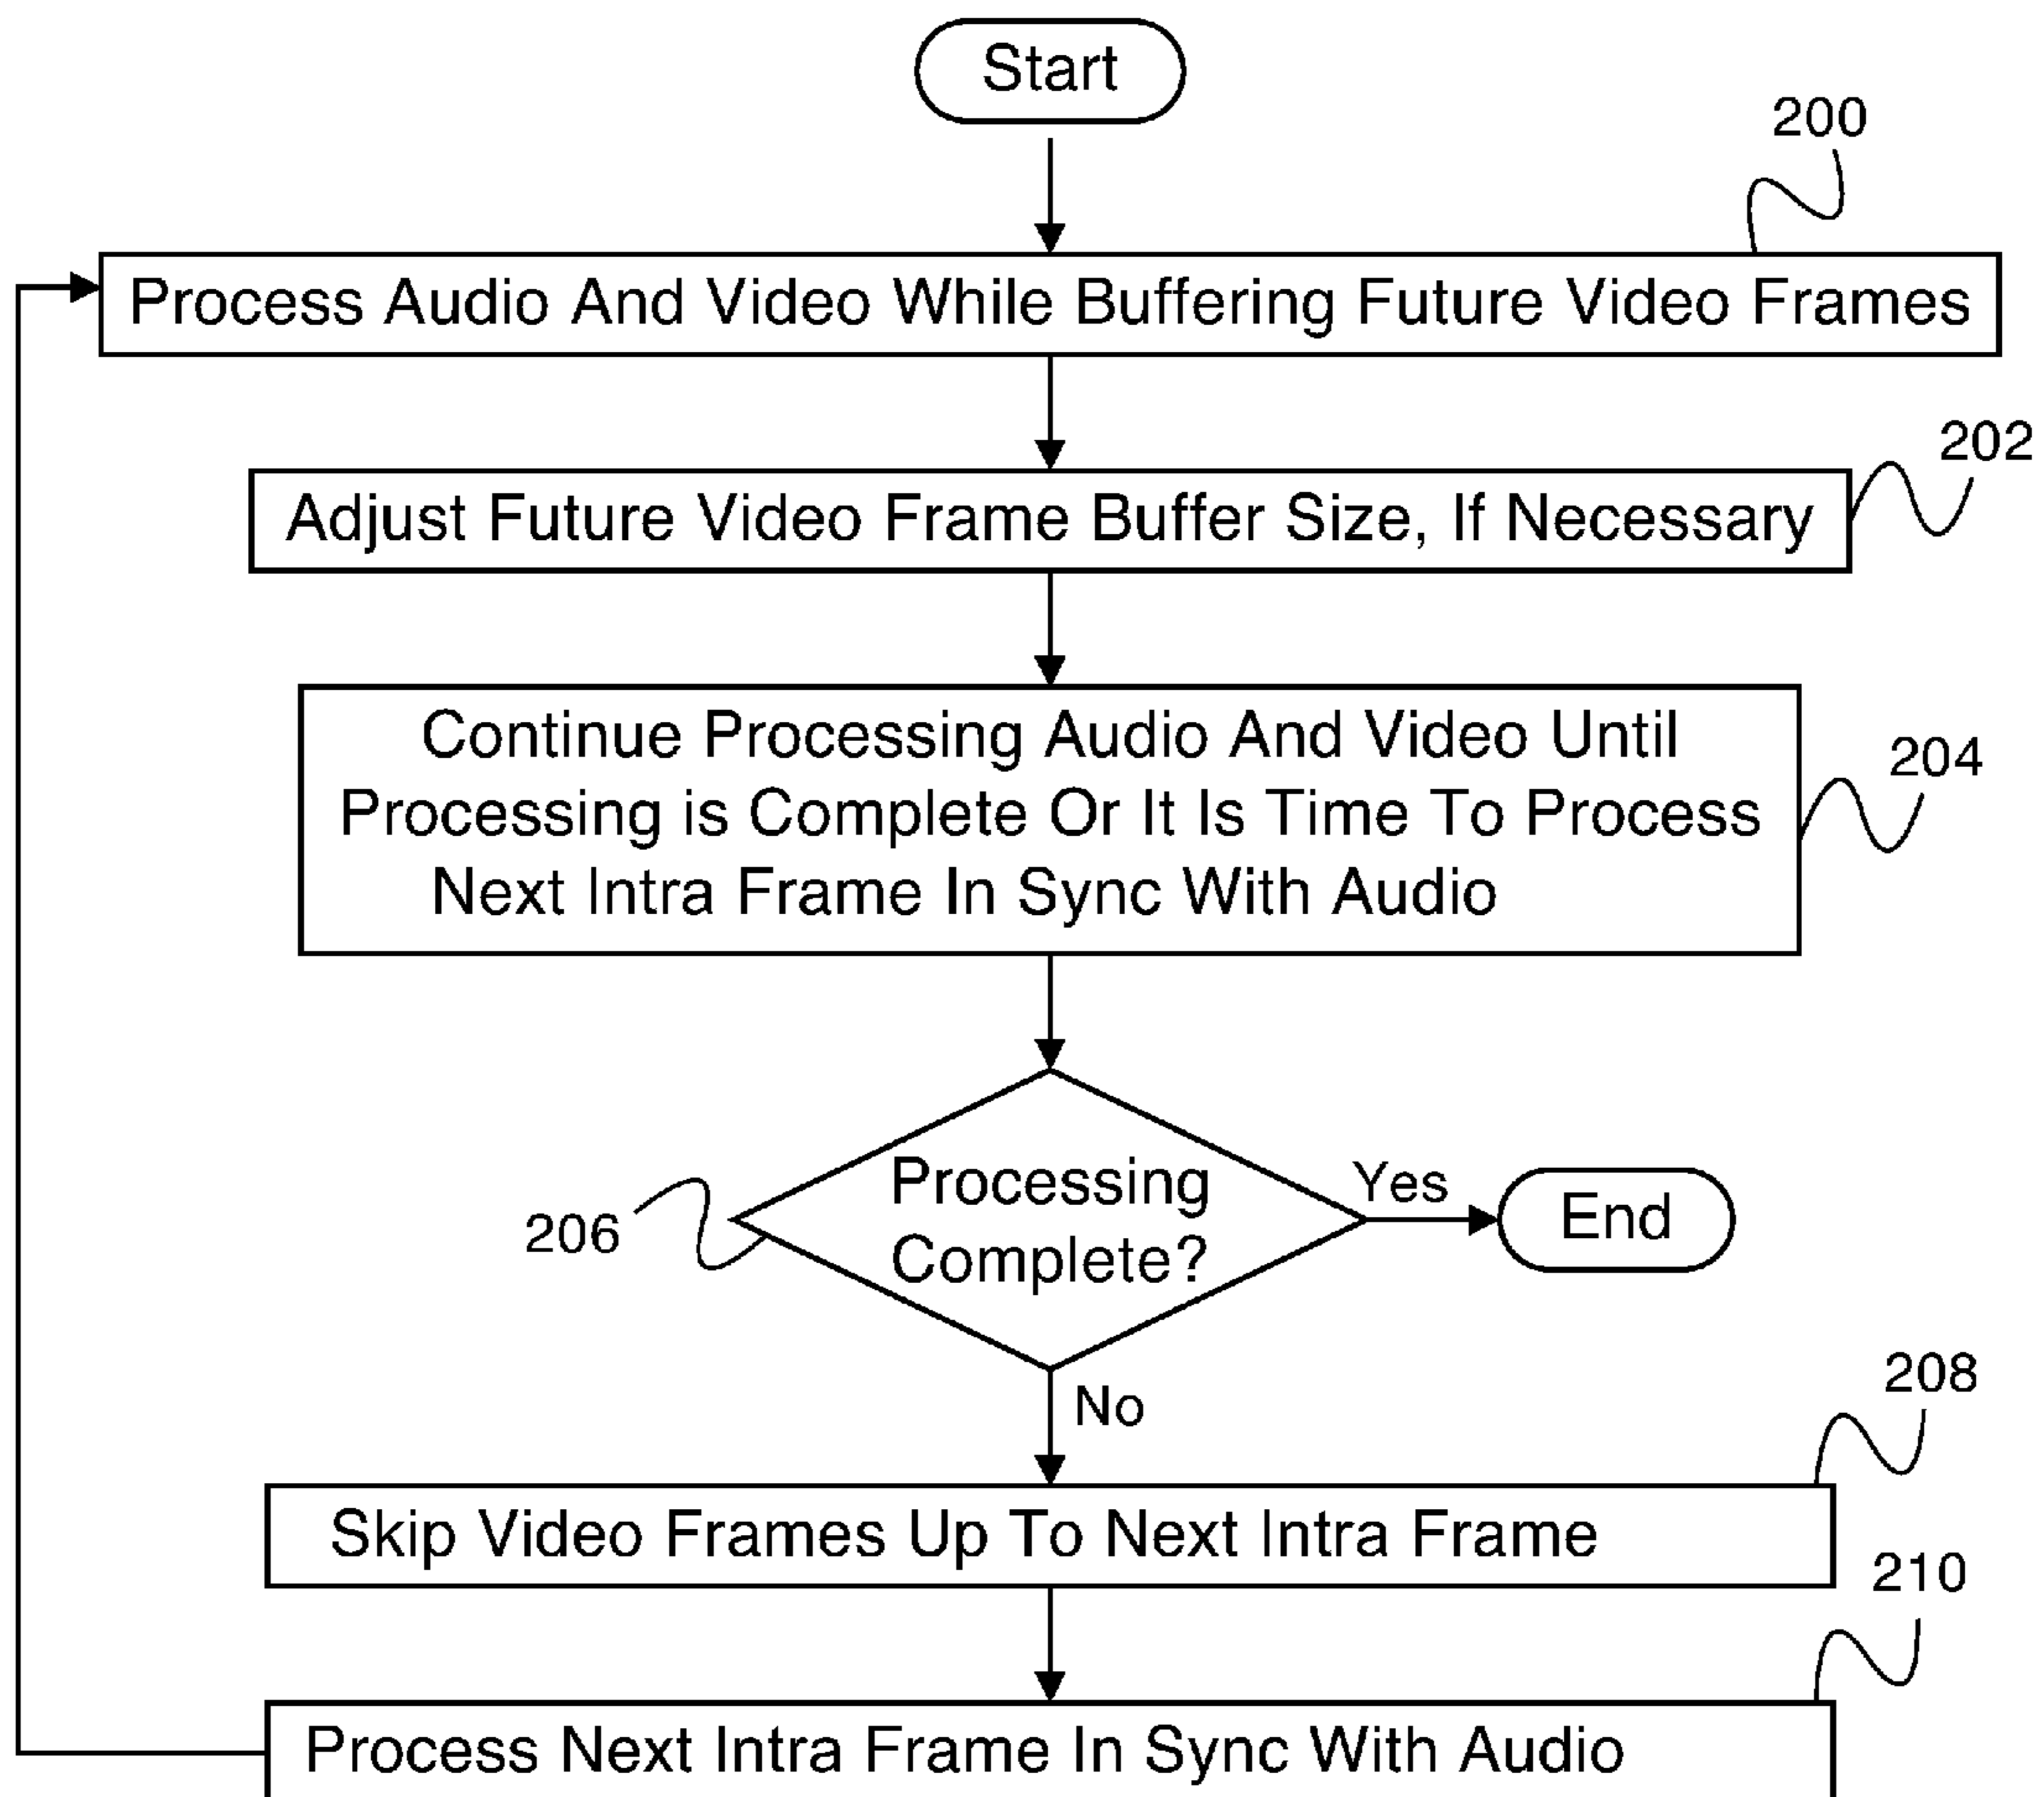 Start
200
Process Audio And Video While Buffering Future Video Frames
202
Adjust Future Video Frame Buffer Size, If Necessary
204
Continue Processing Audio And Video Until
Processing is Complete Or It Is Time To Process
Next Intra Frame In Sync With Audio
206
Processing
Complete?
Yes
End
No
208
Skip Video Frames Up To Next Intra Frame
210
Process Next Intra Frame In Sync With Audio